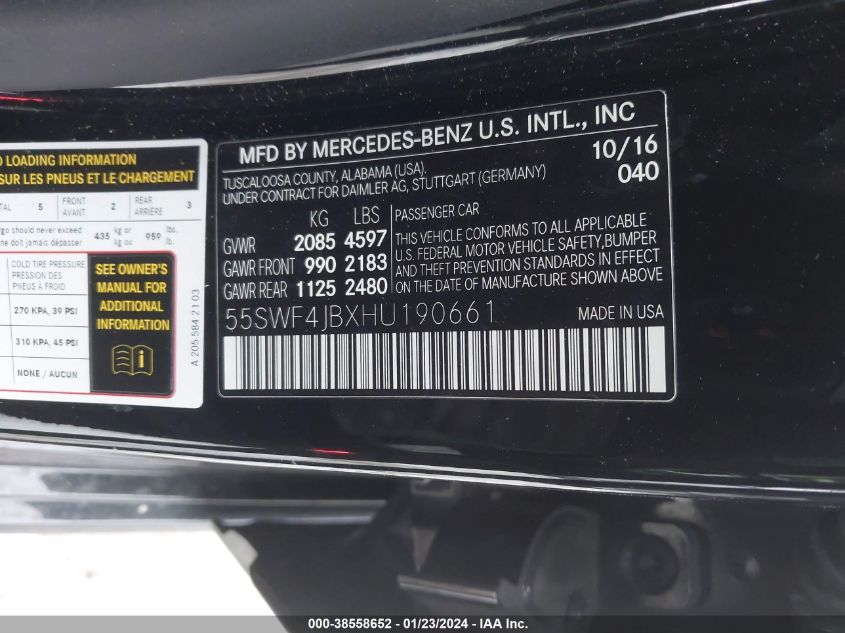 D LOADING INFORMATION
SUR LES PNEUS ET LE CHARGEMENT
TAL 5 FRONT AVANT 2 REAR ARRIÈRE 3
rgo should never exceed 435 kg or 959 lbs.
ne doit jamais dépasser kg ou lb.
COLD TIRE PRESSURE
PRESSION DES
PNEUS À FROID
270 KPA, 39 PSI
310 KPA, 45 PSI
NONE / AUCUN
SEE OWNER'S
MANUAL FOR
ADDITIONAL
INFORMATION
A 205 584 21 03
MFD BY MERCEDES-BENZ U.S. INTL., INC
TUSCALOOSA COUNTY, ALABAMA (USA). 10/16
UNDER CONTRACT FOR DAIMLER AG, STUTTGART (GERMANY) 040
KG LBS PASSENGER CAR
GVWR 2085 4597
GAWR FRONT 990 2183
GAWR REAR 1125 2480
THIS VEHICLE CONFORMS TO ALL APPLICABLE
U.S. FEDERAL MOTOR VEHICLE SAFETY,BUMPER
AND THEFT PREVENTION STANDARDS IN EFFECT
ON THE DATE OF MANUFACTURE SHOWN ABOVE
55SWF4JBXHU190661 MADE IN USA
000-38558652 - 01/23/2024 - IAA Inc.